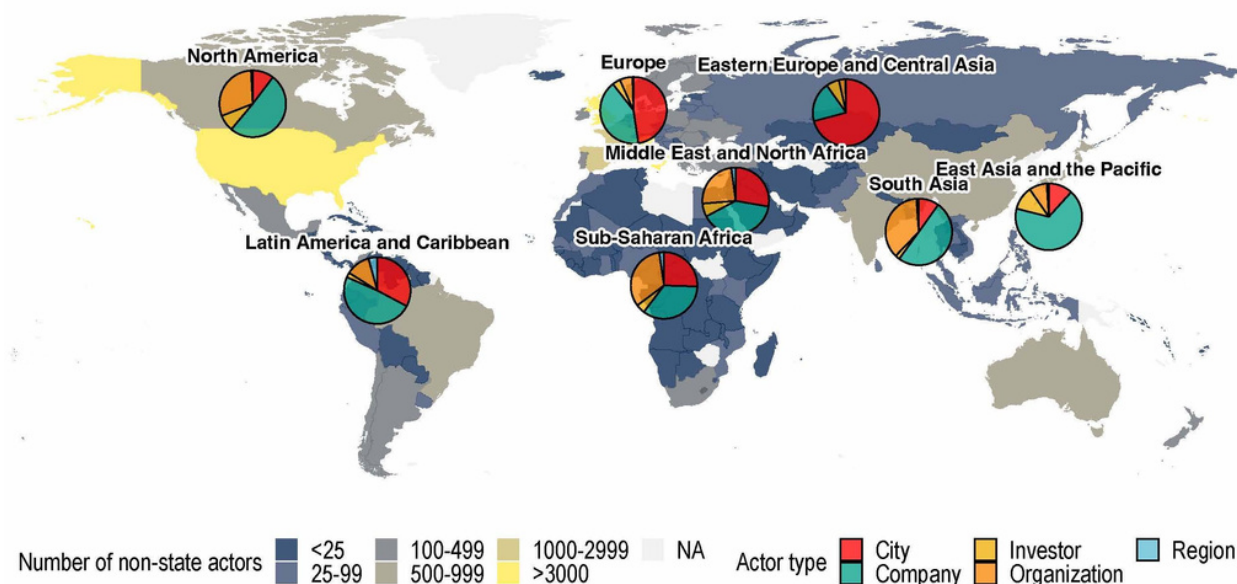 North America
Europe
Eastern Europe and Central Asia
Middle East and North Africa
East Asia and the Pacific
South Asia
Latin America and Caribbean
Sub-Saharan Africa
Number of non-state actors
<25
25-99
100-499
500-999
1000-2999
>3000
NA
Actor type
City
Company
Investor
Organization
Region